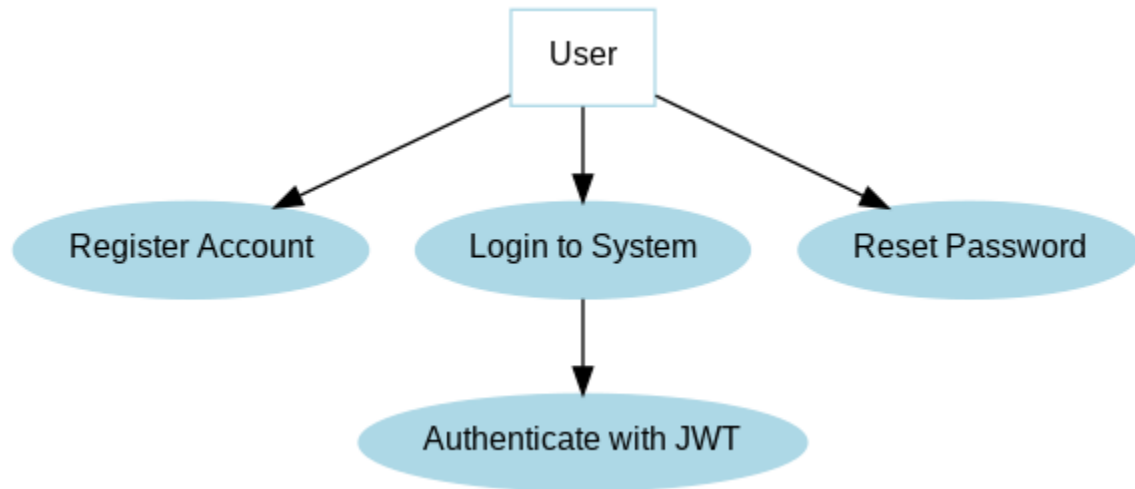 User
Register Account
Login to System
Reset Password
Authenticate with JWT